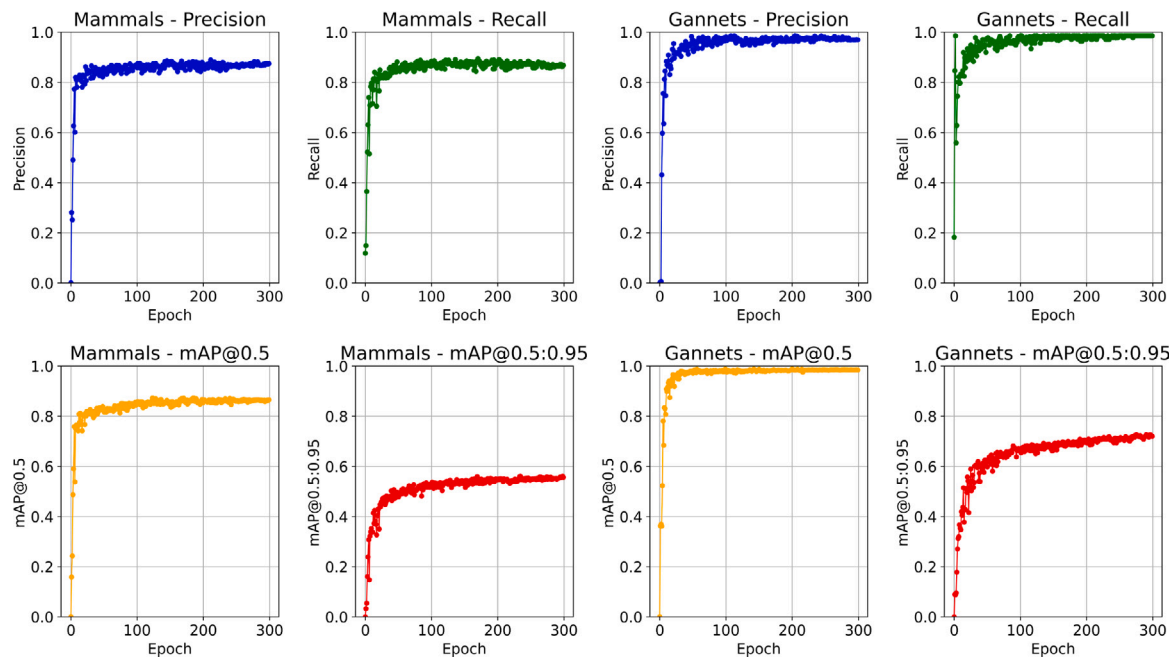 Mammals - Precision
Precision
1.0
0.8
0.6
0.4
0.2
0.0
0 100 200 300
Epoch
Mammals - Recall
Recall
1.0
0.8
0.6
0.4
0.2
0.0
0 100 200 300
Epoch
Gannets - Precision
Precision
1.0
0.8
0.6
0.4
0.2
0.0
0 100 200 300
Epoch
Gannets - Recall
Recall
1.0
0.8
0.6
0.4
0.2
0.0
0 100 200 300
Epoch
Mammals - mAP@0.5
mAP@0.5
1.0
0.8
0.6
0.4
0.2
0.0
0 100 200 300
Epoch
Mammals - mAP@0.5:0.95
mAP@0.5:0.95
1.0
0.8
0.6
0.4
0.2
0.0
0 100 200 300
Epoch
Gannets - mAP@0.5
mAP@0.5
1.0
0.8
0.6
0.4
0.2
0.0
0 100 200 300
Epoch
Gannets - mAP@0.5:0.95
mAP@0.5:0.95
1.0
0.8
0.6
0.4
0.2
0.0
0 100 200 300
Epoch